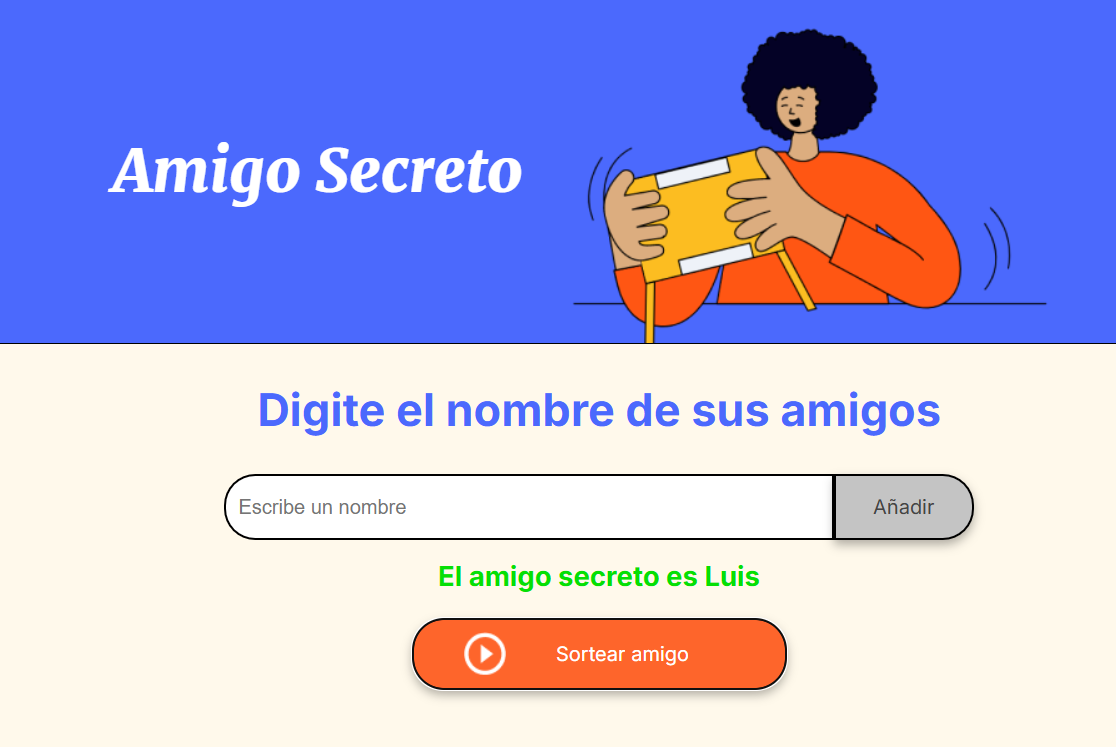 Amigo Secreto
Digite el nombre de sus amigos
Escribe un nombre
Añadir
El amigo secreto es Luis
Sortear amigo